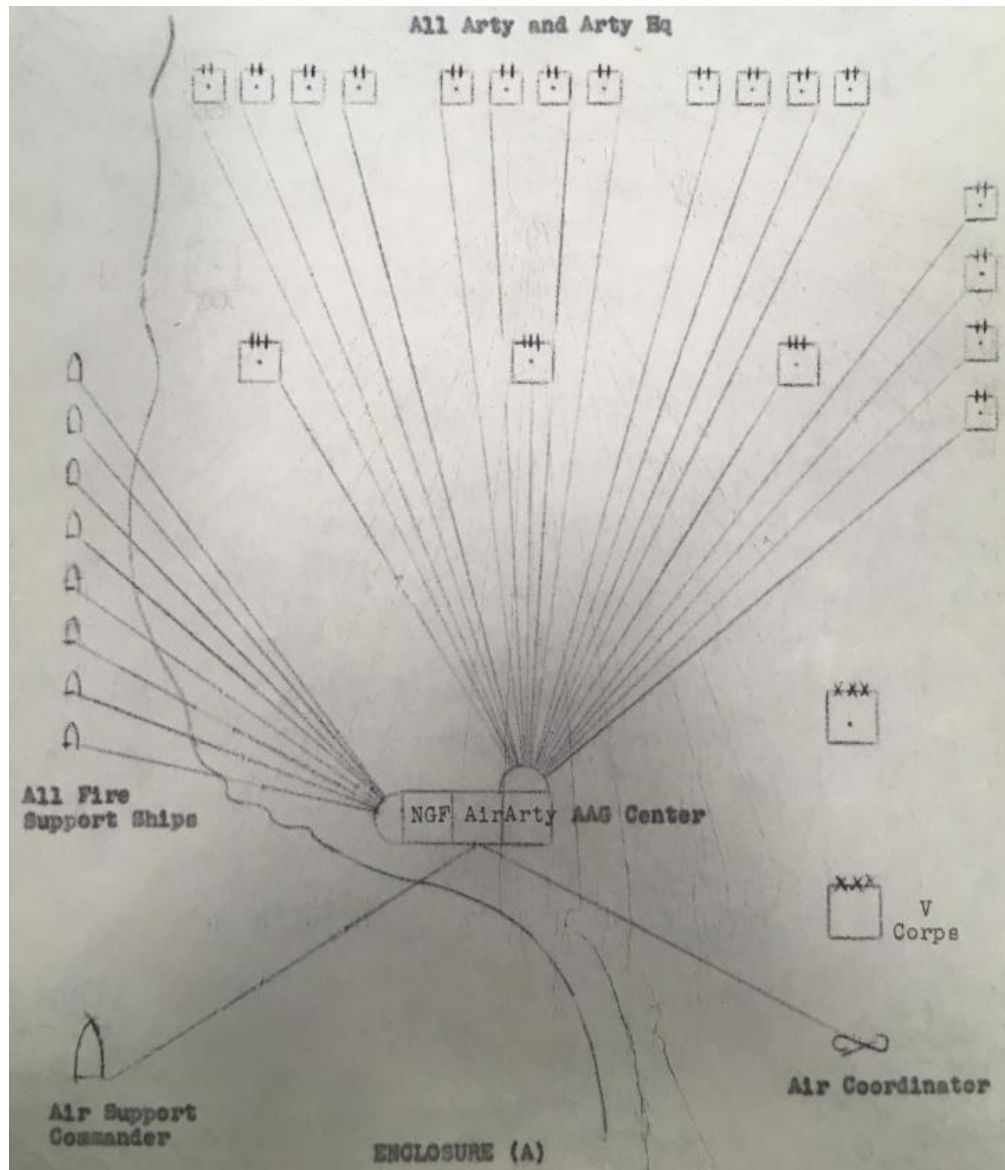 All Arty and Arty Hq
All Fire
Support Ships
NGF Air Arty AAG Center
V
Corps
Air Support
Commander
Air Coordinator
ENCLOSURE (A)